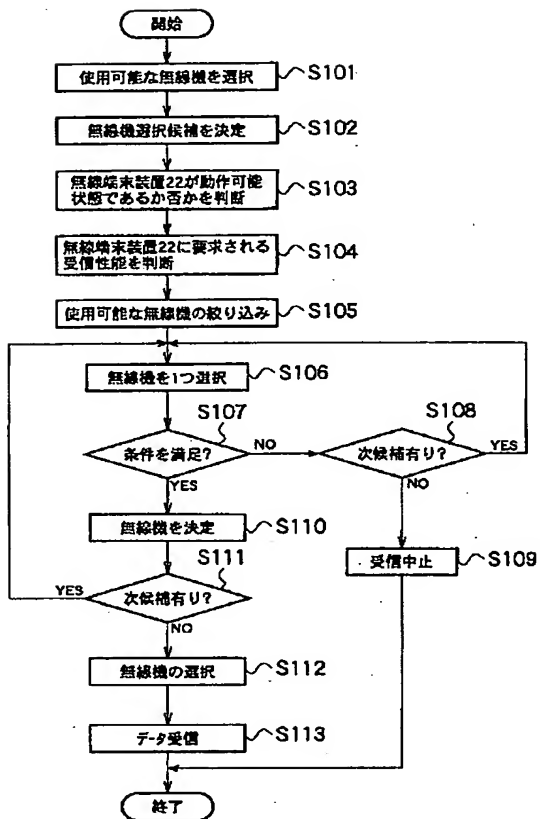 開始
使用可能な無線機を選択
S101
無線機選択候補を決定
S102
無線端末装置22が動作可能
状態であるか否かを判断
S103
無線端末装置22に要求される
受信性能を判断
S104
使用可能な無線機の絞り込み
S105
無線機を1つ選択
S106
S107
条件を満足?
NO
YES
S108
次候補有り?
YES
NO
無線機を決定
S110
受信中止
S109
S111
次候補有り?
YES
NO
無線機の選択
S112
データ受信
S113
終了